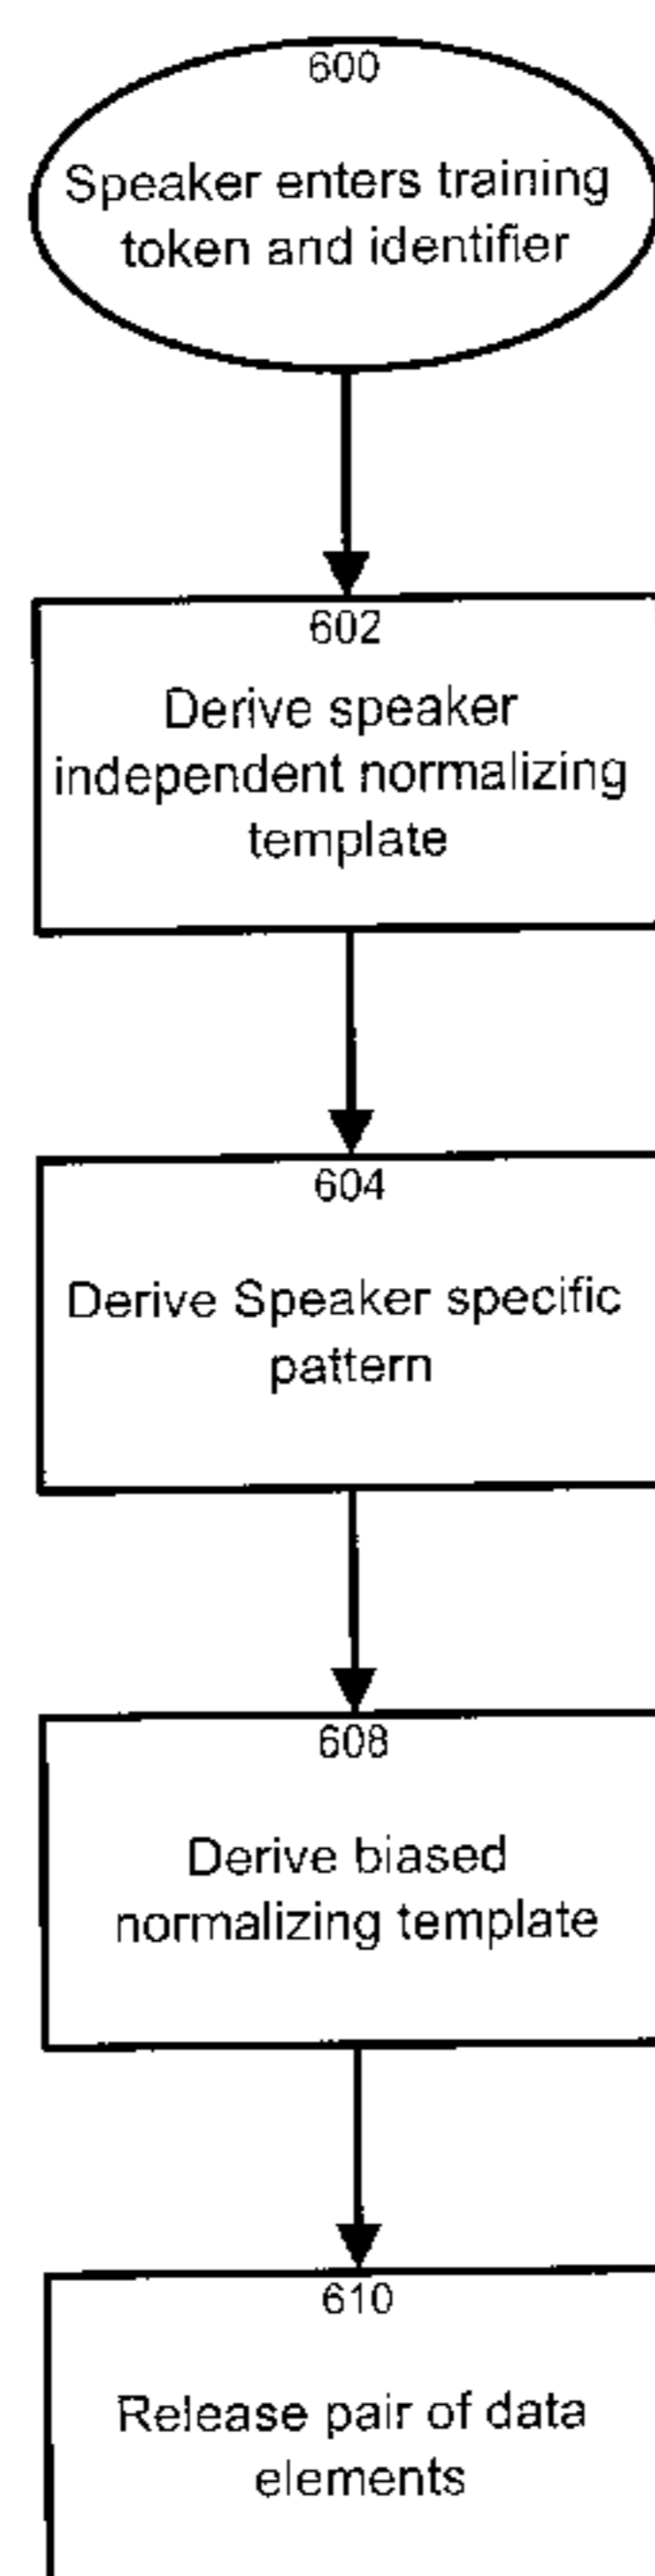 600
Speaker enters training
token and identifier
602
Derive speaker
independent normalizing
template
604
Derive Speaker specific
pattern
608
Derive biased
normalizing template
610
Release pair of data
elements